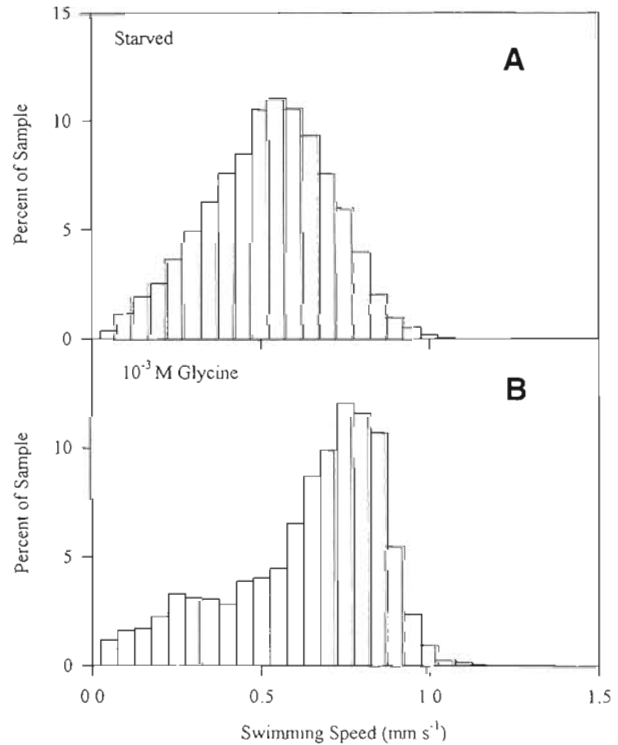 15
Starved
A
10
Percent of Sample
5
0
10⁻³ M Glycine
B
10
Percent of Sample
5
0
0 0
0.5
1 0
1.5
Swimming Speed (mm s⁻¹)